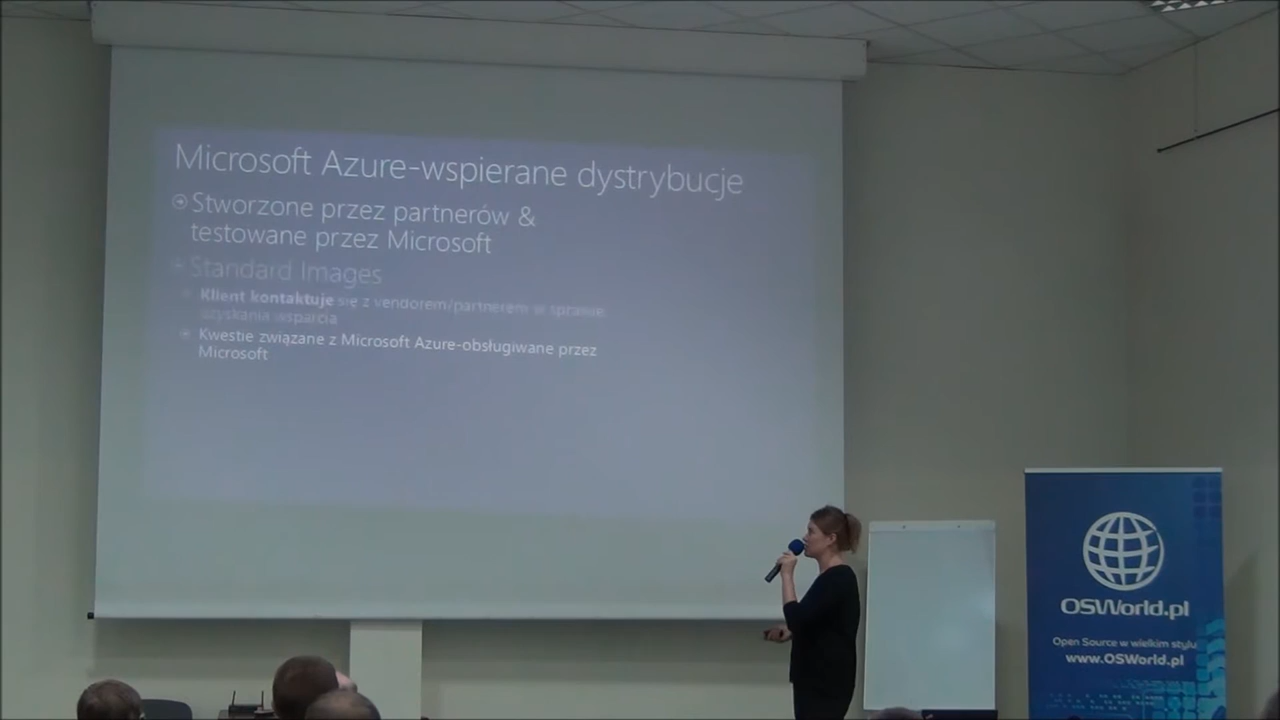 Microsoft Azure-wspierane dystrybucje
Stworzone przez partnerów &
testowane przez Microsoft
Standard Images
Klient kontaktuje się z vendorem/partnerem w sprawie
uzyskania wsparcia
Kwestie związane z Microsoft Azure-obsługiwane przez
Microsoft
OSWorld.pl
Open Source w wielkim stylu
www.OSWorld.pl